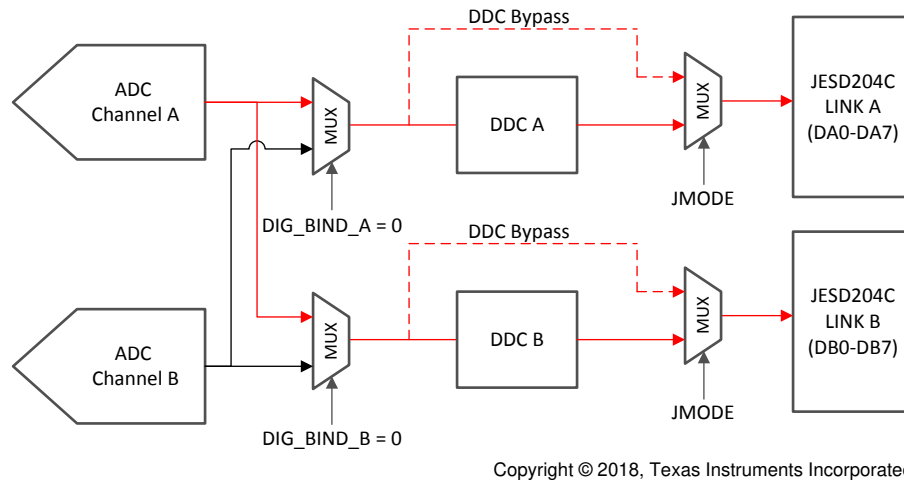 DDC Bypass
ADC
Channel A
MUX
DDC A
MUX
JESD204C
LINK A
(DA0-DA7)
DIG_BIND_A = 0
JMODE
DDC Bypass
ADC
Channel B
MUX
DDC B
MUX
JESD204C
LINK B
(DB0-DB7)
DIG_BIND_B = 0
JMODE
Copyright © 2018, Texas Instruments Incorporated